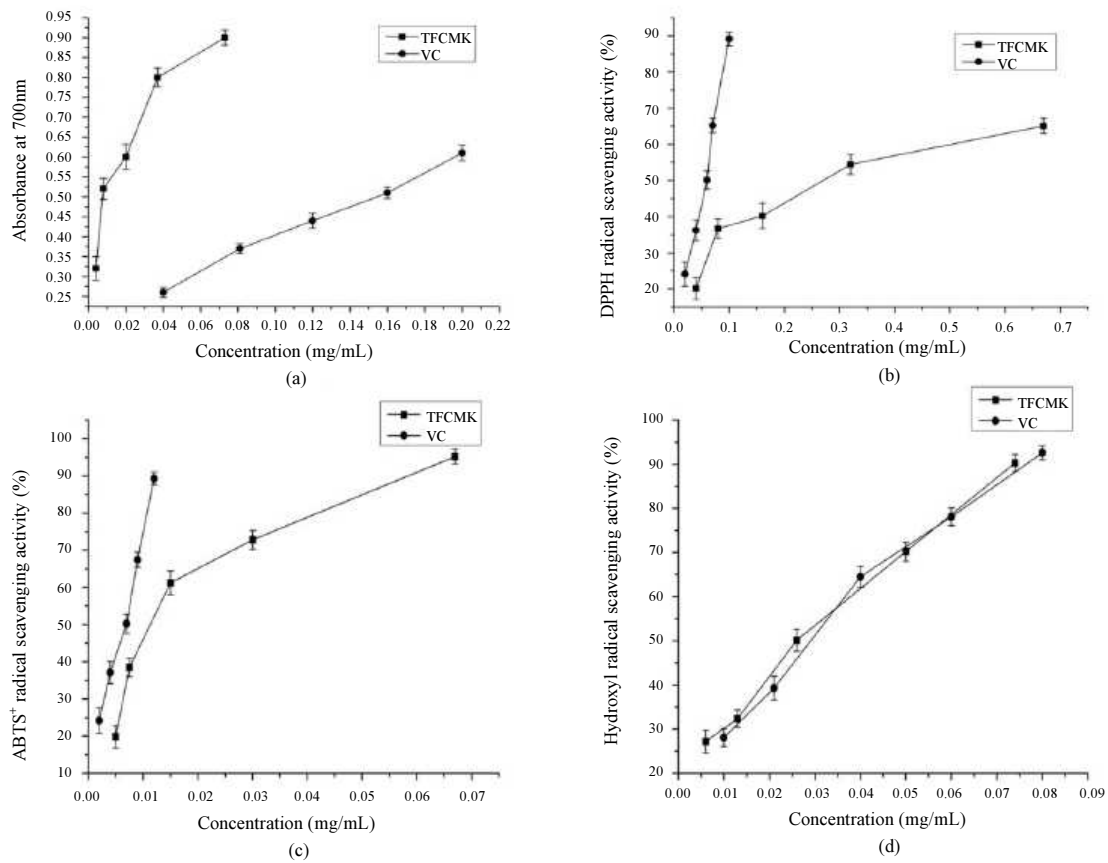 0.95
0.90
0.85
0.80
0.75
0.70
0.65
0.60
0.55
0.50
0.45
0.40
0.35
0.30
0.25
Absorbance at 700nm
TFCMK
VC
0.00 0.02 0.04 0.06 0.08 0.10 0.12 0.14 0.16 0.18 0.20 0.22
Concentration (mg/mL)
(a)
90
80
70
60
50
40
30
20
DPPH radical scavenging activity (%)
TFCMK
VC
0.0 0.1 0.2 0.3 0.4 0.5 0.6 0.7
Concentration (mg/mL)
(b)
100
90
80
70
60
50
40
30
20
10
ABTS⁺ radical scavenging activity (%)
TFCMK
VC
0.00 0.01 0.02 0.03 0.04 0.05 0.06 0.07
Concentration (mg/mL)
(c)
100
90
80
70
60
50
40
30
20
Hydroxyl radical scavenging activity (%)
TFCMK
VC
0.00 0.01 0.02 0.03 0.04 0.05 0.06 0.07 0.08 0.09
Concentration (mg/mL)
(d)